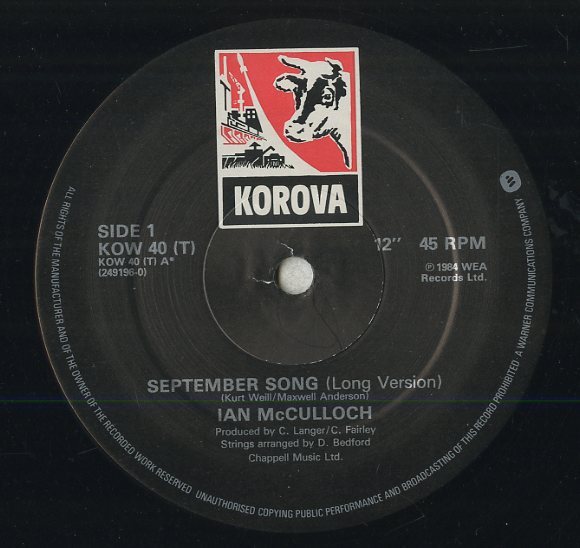 KOROVA
SIDE 1
KOW 40 (T)
KOW 40 (T) A*
(249196-0)
12" 45 RPM
℗ 1984 WEA
Records Ltd.
SEPTEMBER SONG (Long Version)
(Kurt Weill/Maxwell Anderson)
IAN McCULLOCH
Produced by C. Langer/C. Fairley
Strings arranged by D. Bedford
Chappell Music Ltd.
ALL RIGHTS OF THE MANUFACTURER AND OF THE OWNER OF THE RECORDED WORK RESERVED UNAUTHORISED COPYING PUBLIC PERFORMANCE AND BROADCASTING OF THIS RECORD PROHIBITED A WARNER COMMUNICATIONS COMPANY